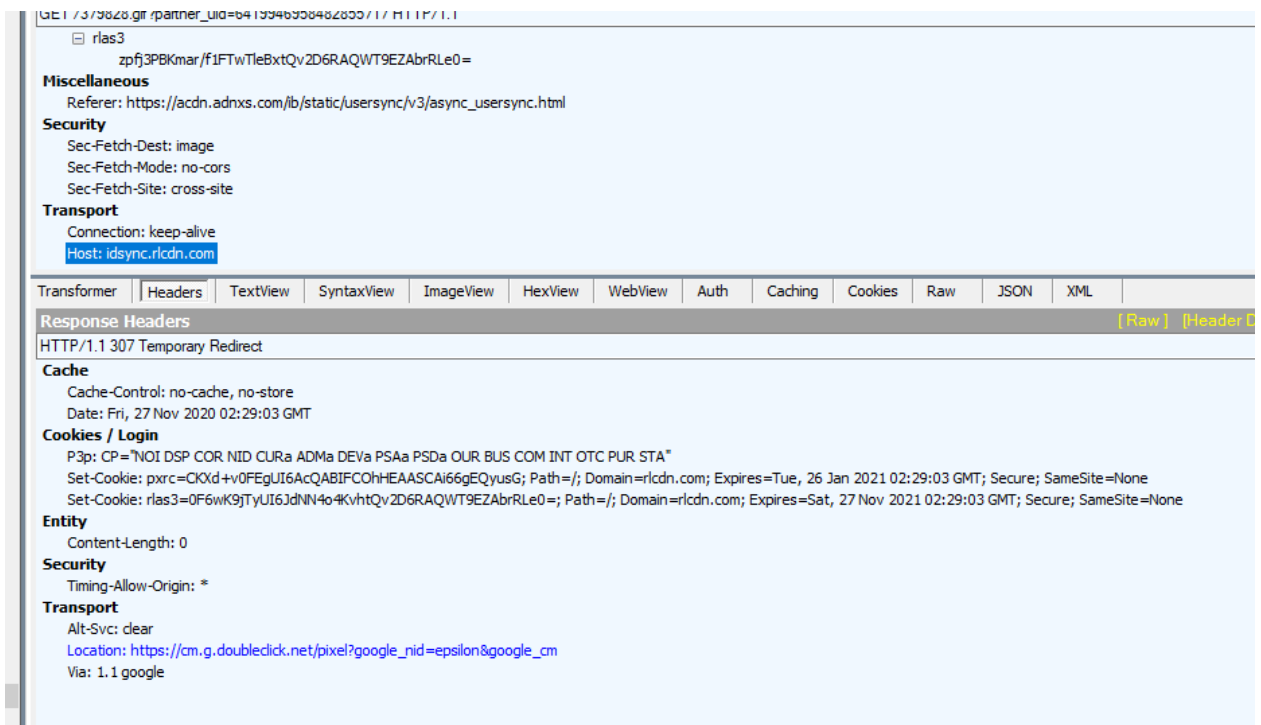 GET /7379828.gif?partner_uid=6419946958482855717 HTTP/1.1
rlas3
zpfj3PBKmar/f1FTwTleBxtQv2D6RAQWT9EZAbrRLe0=
Miscellaneous
Referer: https://acdn.adnxs.com/ib/static/usersync/v3/async_usersync.html
Security
Sec-Fetch-Dest: image
Sec-Fetch-Mode: no-cors
Sec-Fetch-Site: cross-site
Transport
Connection: keep-alive
Host: idsync.rlcdn.com
Transformer Headers TextView SyntaxView ImageView HexView WebView Auth Caching Cookies Raw JSON XML
Response Headers [ Raw ] [Header D
HTTP/1.1 307 Temporary Redirect
Cache
Cache-Control: no-cache, no-store
Date: Fri, 27 Nov 2020 02:29:03 GMT
Cookies / Login
P3p: CP="NOI DSP COR NID CURa ADMa DEVa PSAa PSDa OUR BUS COM INT OTC PUR STA"
Set-Cookie: pxrc=CKXd+v0FEgUI6AcQABIFCOhHEAASCAi66gEQyusG; Path=/; Domain=rlcdn.com; Expires=Tue, 26 Jan 2021 02:29:03 GMT; Secure; SameSite=None
Set-Cookie: rlas3=0F6wK9jTyUI6JdNN4o4KvhtQv2D6RAQWT9EZAbrRLe0=; Path=/; Domain=rlcdn.com; Expires=Sat, 27 Nov 2021 02:29:03 GMT; Secure; SameSite=None
Entity
Content-Length: 0
Security
Timing-Allow-Origin: *
Transport
Alt-Svc: clear
Location: https://cm.g.doubleclick.net/pixel?google_nid=epsilon&google_cm
Via: 1.1 google